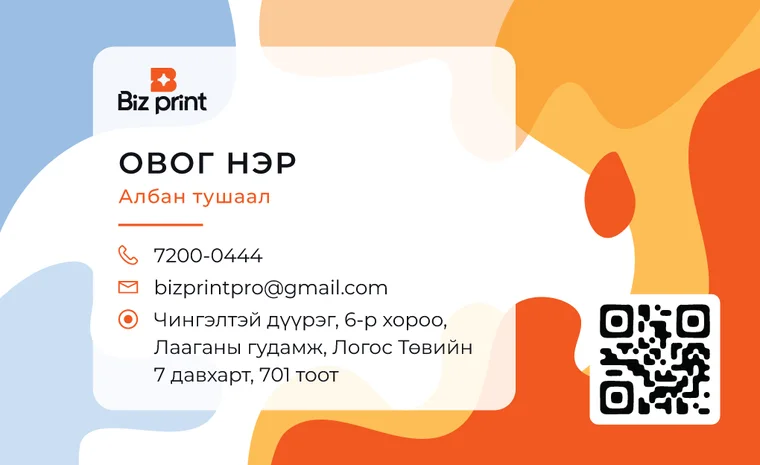 Biz print
ОВОГ НЭР
Албан тушаал
7200-0444
bizprintpro@gmail.com
Чингэлтэй дүүрэг, 6-р хороо,
Лааганы гудамж, Логос Төвийн
7 давхарт, 701 тоот